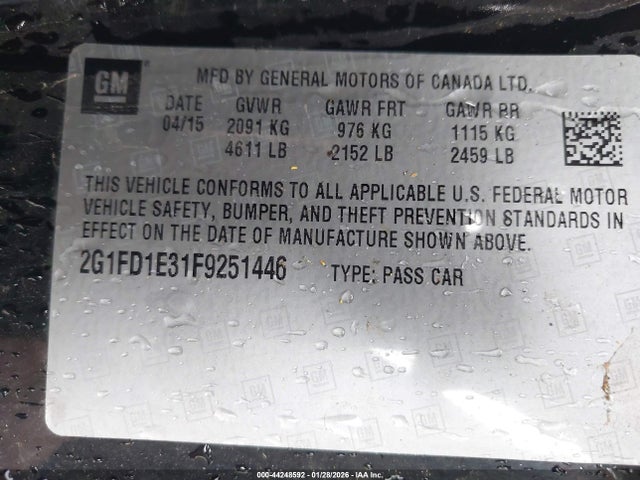 GM
MFD BY GENERAL MOTORS OF CANADA LTD.
DATE GVWR GAWR FRT GAWR RR
04/15 2091 KG 976 KG 1115 KG
4611 LB 2152 LB 2459 LB
THIS VEHICLE CONFORMS TO ALL APPLICABLE U.S. FEDERAL MOTOR
VEHICLE SAFETY, BUMPER, AND THEFT PREVENTION STANDARDS IN
EFFECT ON THE DATE OF MANUFACTURE SHOWN ABOVE.
2G1FD1E31F9251446 TYPE: PASS CAR
000-44248592 - 01/28/2026 - IAA Inc.